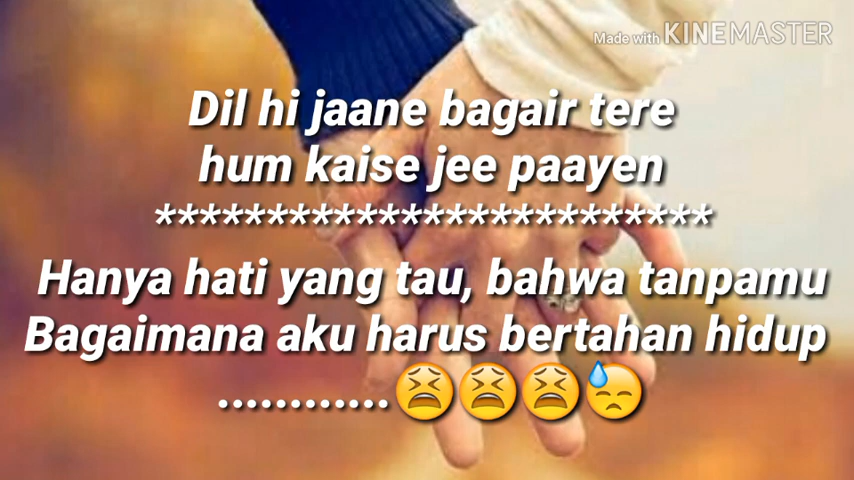 Made with KINEMASTER
Dil hi jaane bagair tere
hum kaise jee paayen
*************************
Hanya hati yang tau, bahwa tanpamu
Bagaimana aku harus bertahan hidup
............😫😫😫😓